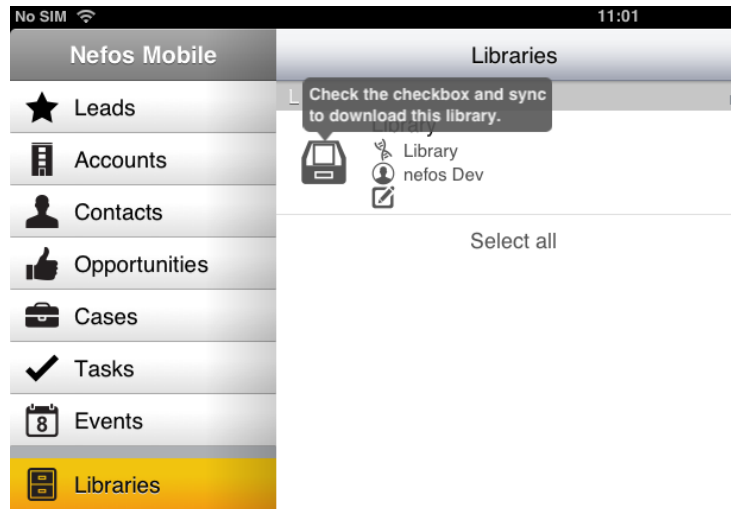 No SIM 11:01
Nefos Mobile
Libraries
Leads
L
Check the checkbox and sync
to download this library.
Library
Accounts
Library
nefos Dev
Contacts
Select all
Opportunities
Cases
Tasks
8
Events
Libraries